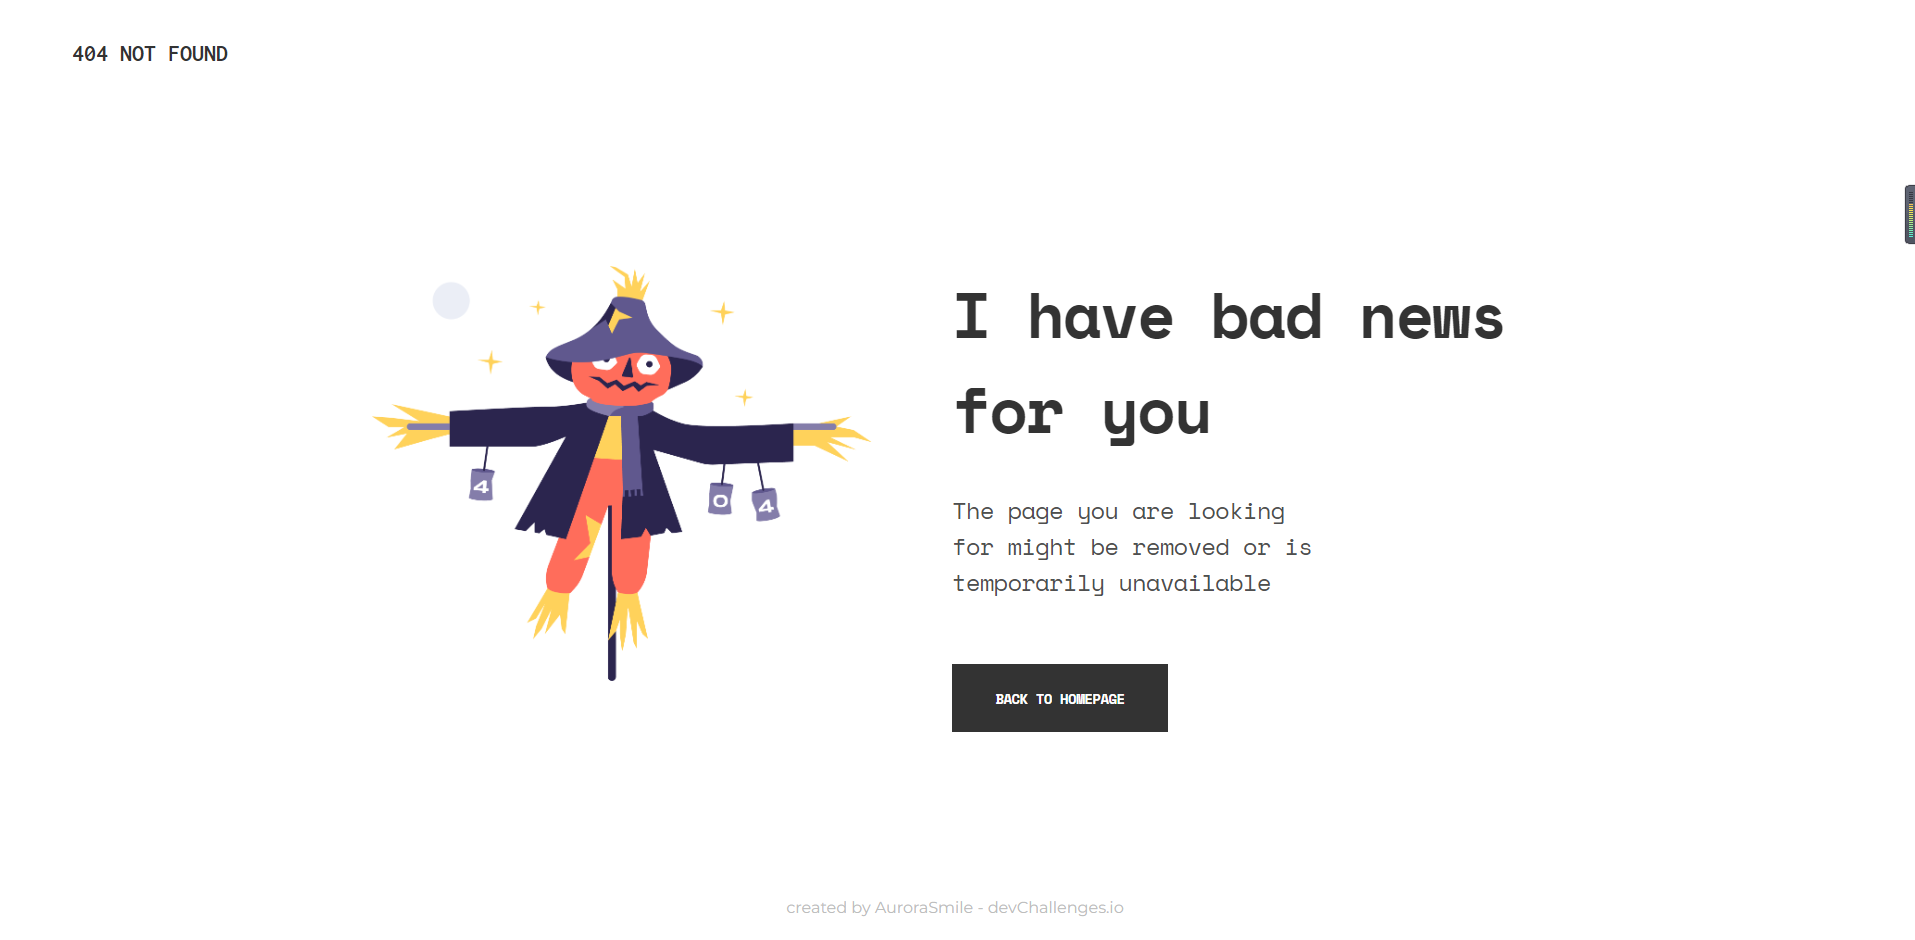 404 NOT FOUND
I have bad news
for you
4
0
4
The page you are looking
for might be removed or is
temporarily unavailable
BACK TO HOMEPAGE
created by AuroraSmile - devChallenges.io